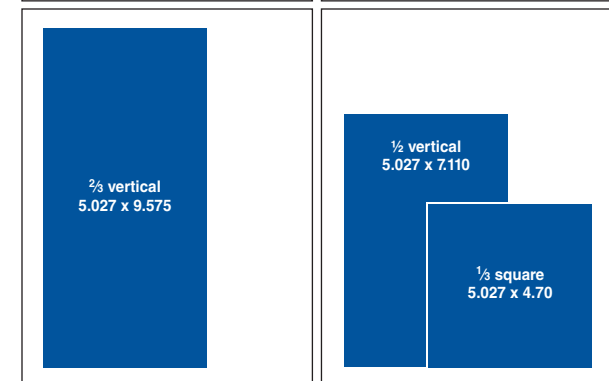 ⅔ vertical
5.027 x 9.575
½ vertical
5.027 x 7.110
⅓ square
5.027 x 4.70